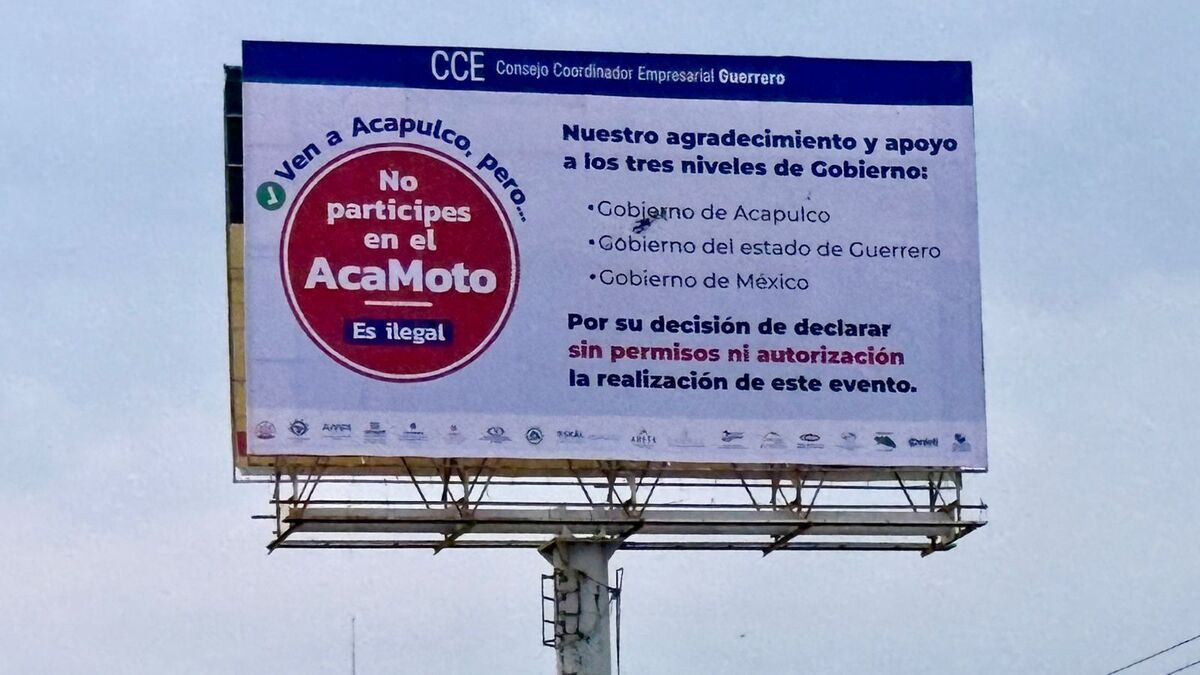 CCE Consejo Coordinador Empresarial Guerrero
Ven a Acapulco, pero...
No
participes
en el
AcaMoto
Es ilegal
Nuestro agradecimiento y apoyo
a los tres niveles de Gobierno:
•Gobierno de Acapulco
•Gobierno del estado de Guerrero
•Gobierno de México
Por su decisión de declarar
sin permisos ni autorización
la realización de este evento.